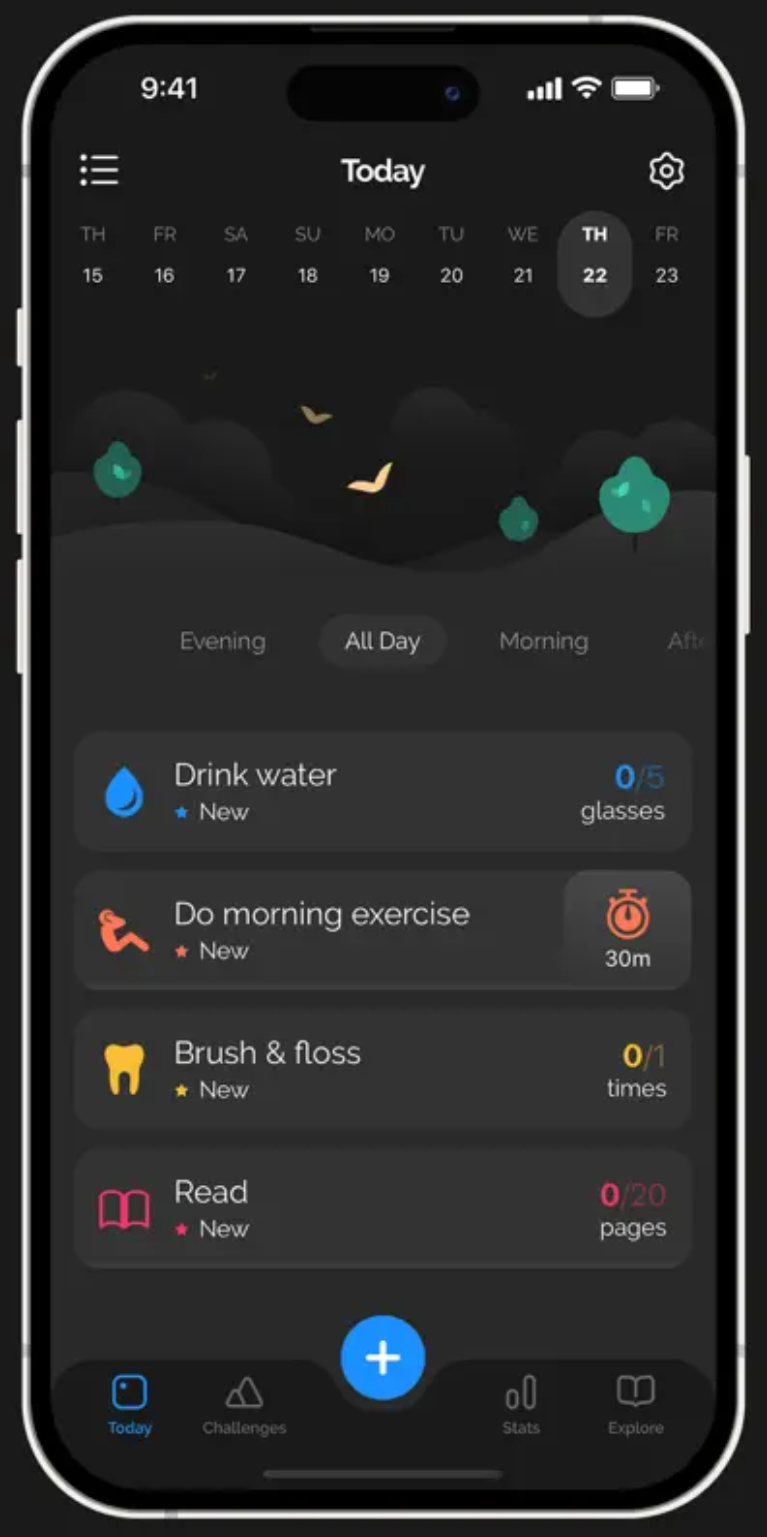 9:41
Today
TH FR SA SU MO TU WE TH FR
15 16 17 18 19 20 21 22 23
Evening All Day Morning
Drink water
New
0/5
glasses
Do morning exercise
New
30m
Brush & floss
New
0/1
times
Read
New
0/20
pages
Today Challenges Stats Explore